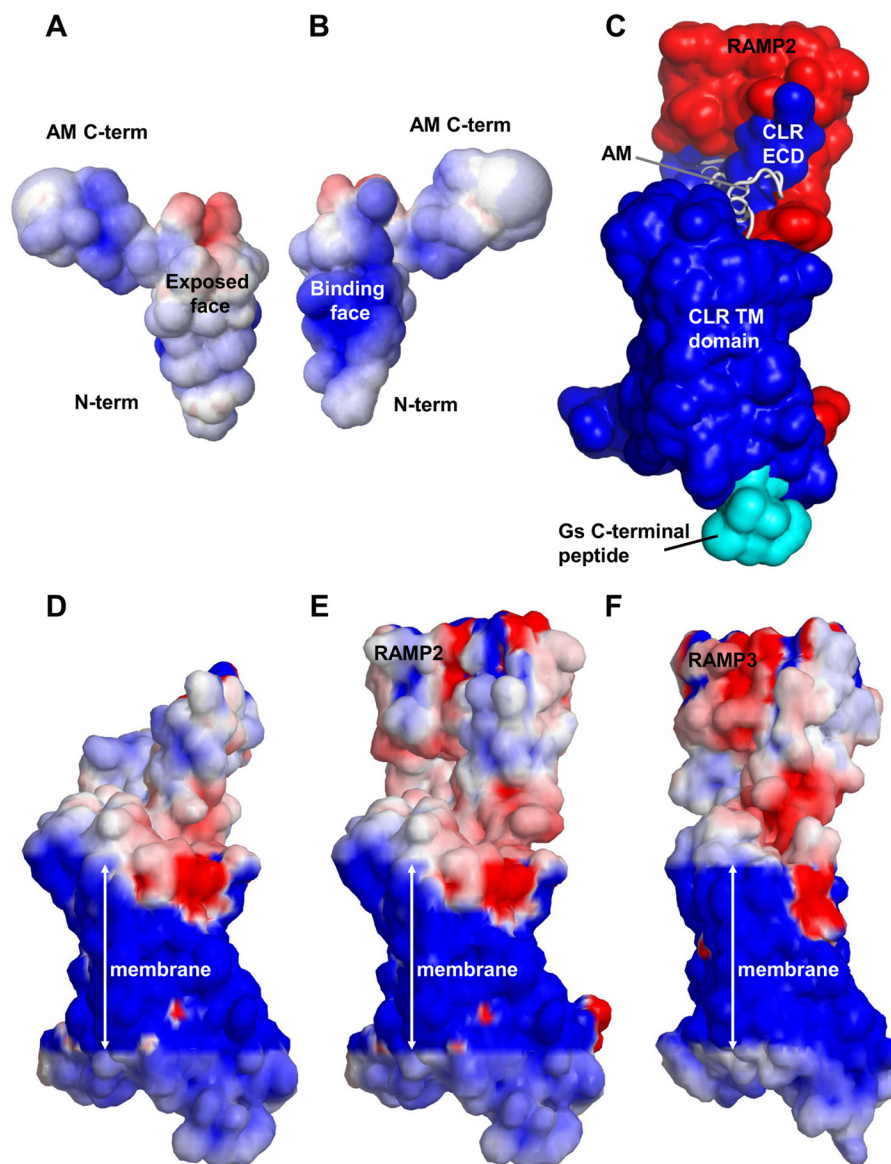 A
B
C
AM C-term
AM C-term
Exposed
face
Binding
face
N-term
N-term
RAMP2
CLR
ECD
AM
CLR TM
domain
Gs C-terminal
peptide
D
E
F
RAMP2
RAMP3
membrane
membrane
membrane